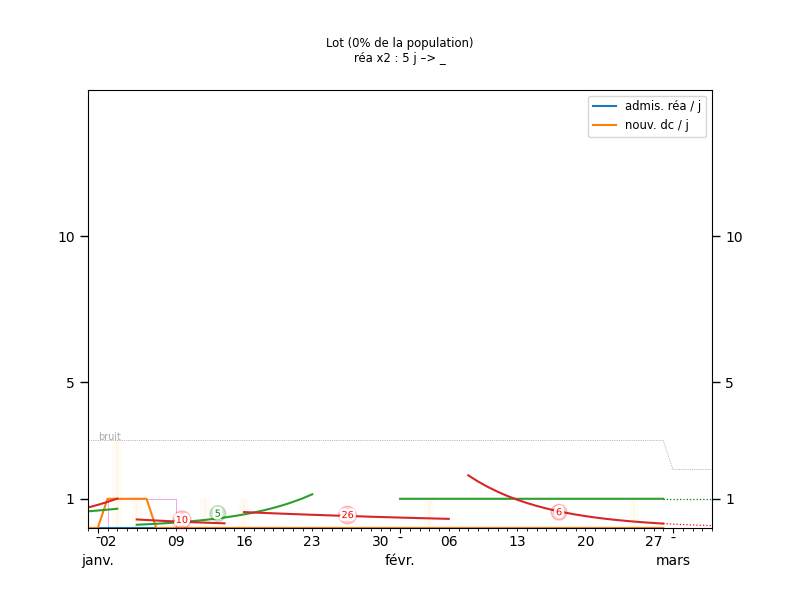 Lot (0% de la population)
réa x2 : 5 j –> _
admis. réa / j
nouv. dc / j
10
10
5
5
bruit
1
1
10
5
26
6
02
09
16
23
30
06
13
20
27
janv.
févr.
mars